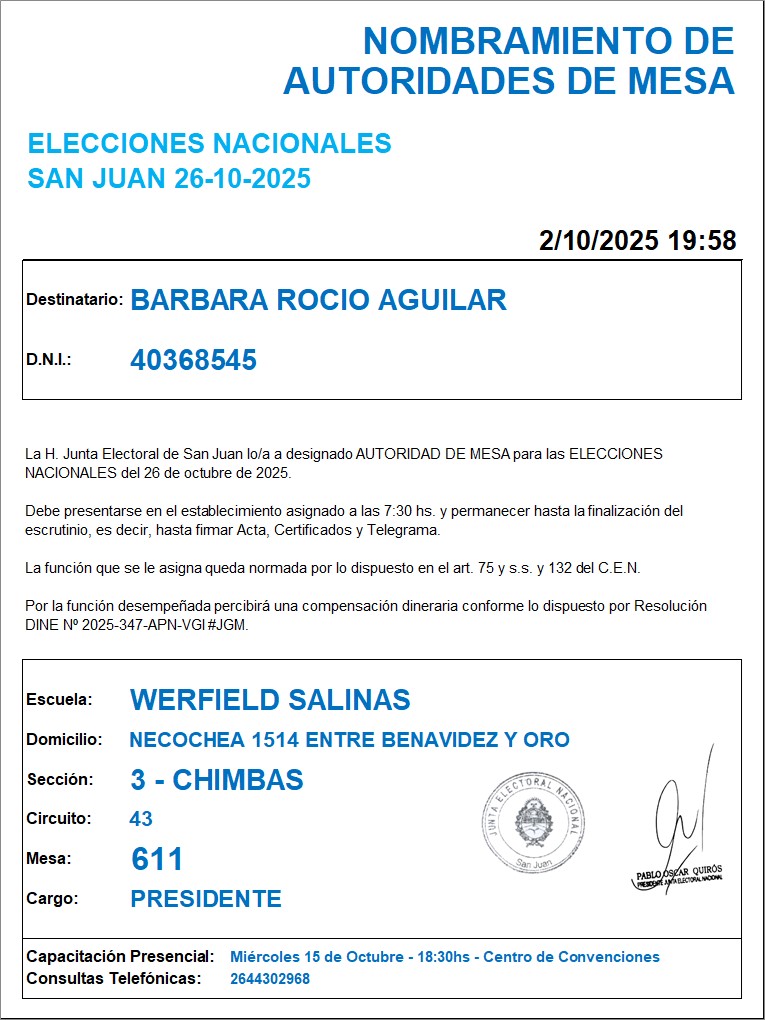 NOMBRAMIENTO DE
AUTORIDADES DE MESA
ELECCIONES NACIONALES
SAN JUAN 26-10-2025
2/10/2025 19:58
Destinatario: BARBARA ROCIO AGUILAR
D.N.I.: 40368545
La H. Junta Electoral de San Juan lo/a a designado AUTORIDAD DE MESA para las ELECCIONES
NACIONALES del 26 de octubre de 2025.
Debe presentarse en el establecimiento asignado a las 7:30 hs. y permanecer hasta la finalización del
escrutinio, es decir, hasta firmar Acta, Certificados y Telegrama.
La función que se le asigna queda normada por lo dispuesto en el art. 75 y s.s. y 132 del C.E.N.
Por la función desempeñada percibirá una compensación dineraria conforme lo dispuesto por Resolución
DINE Nº 2025-347-APN-VGI#JGM.
Escuela: WERFIELD SALINAS
Domicilio: NECOCHEA 1514 ENTRE BENAVIDEZ Y ORO
Sección: 3 - CHIMBAS
Circuito: 43
Mesa: 611
Cargo: PRESIDENTE
JUNTA ELECTORAL NACIONAL
San Juan
PABLO OSCAR QUIRÓS
PRESIDENTE JUNTA ELECTORAL NACIONAL
Capacitación Presencial: Miércoles 15 de Octubre - 18:30hs - Centro de Convenciones
Consultas Telefónicas: 2644302968